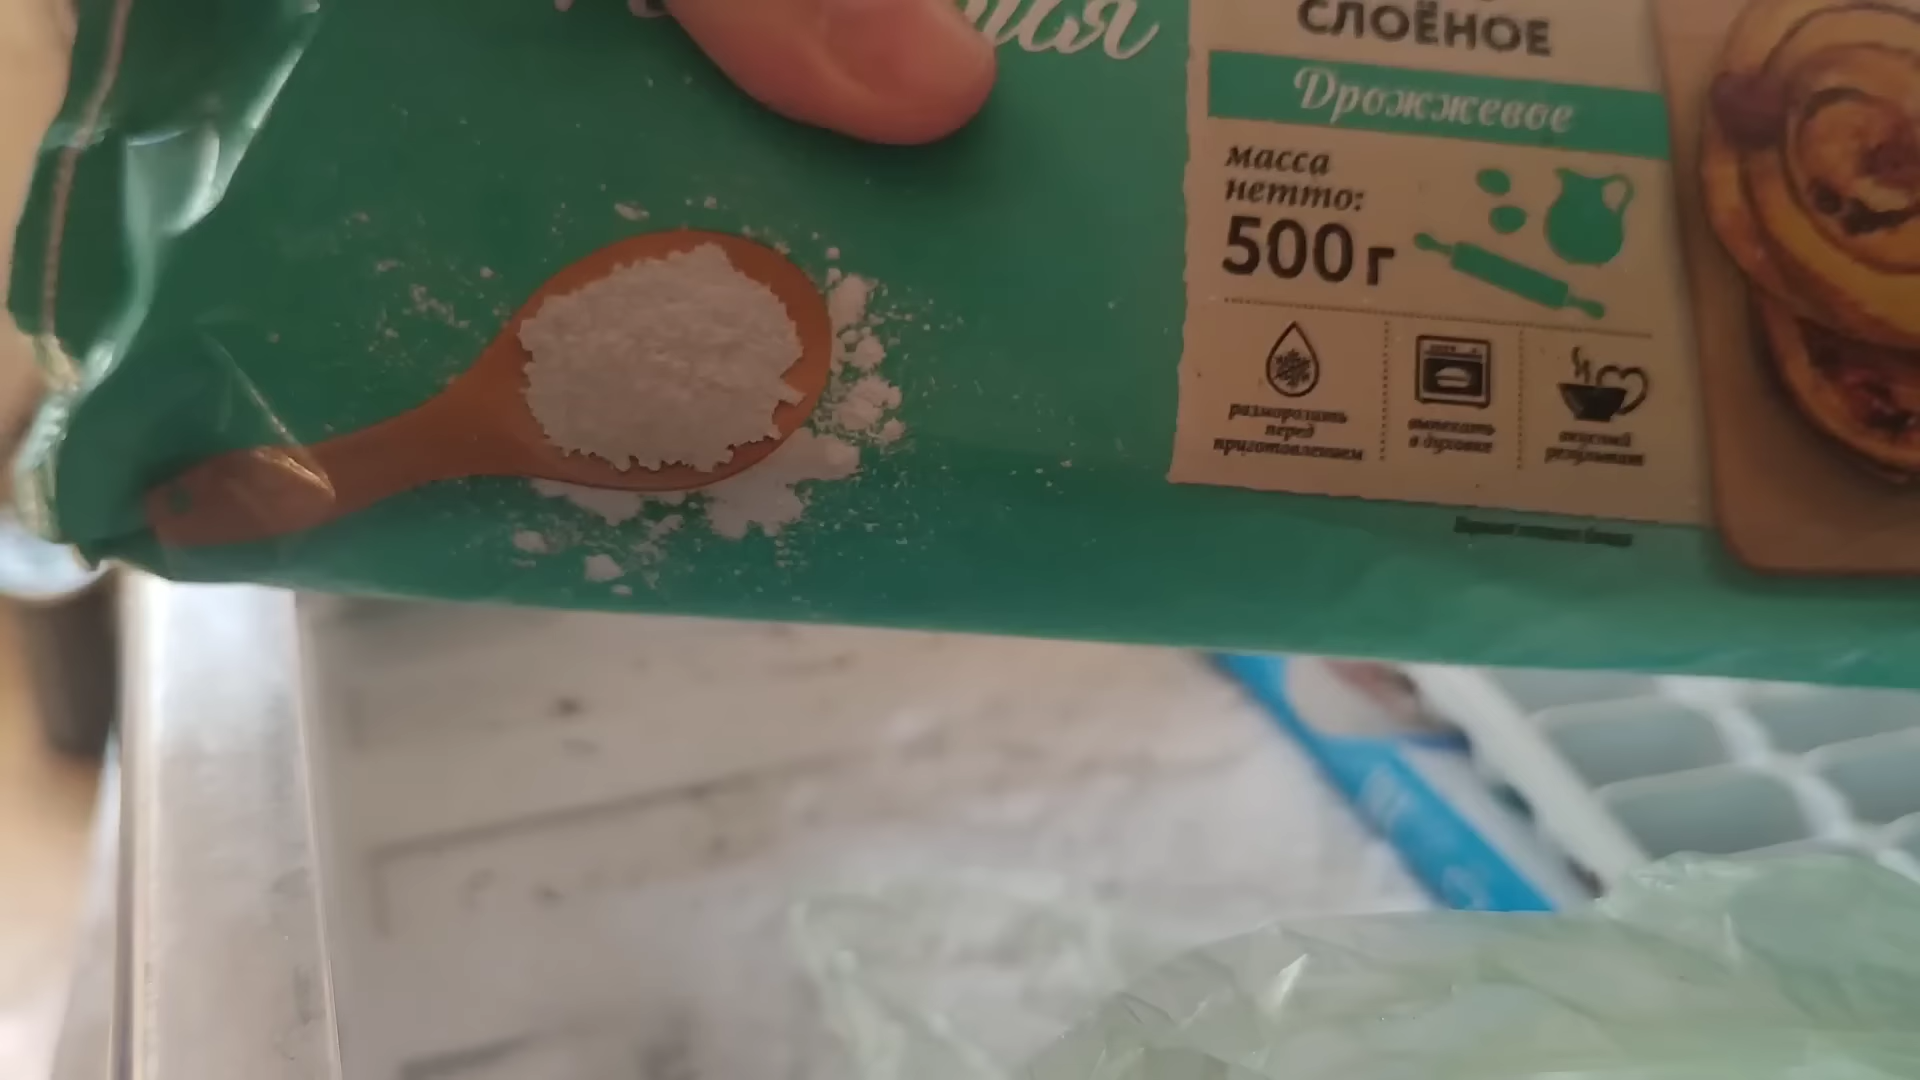 СЛОЁНОЕ
Дрожжевое
масса
нетто:
500 г
разморозить
перед
приготовлением
выпекать
в духовке
вкусный
результат